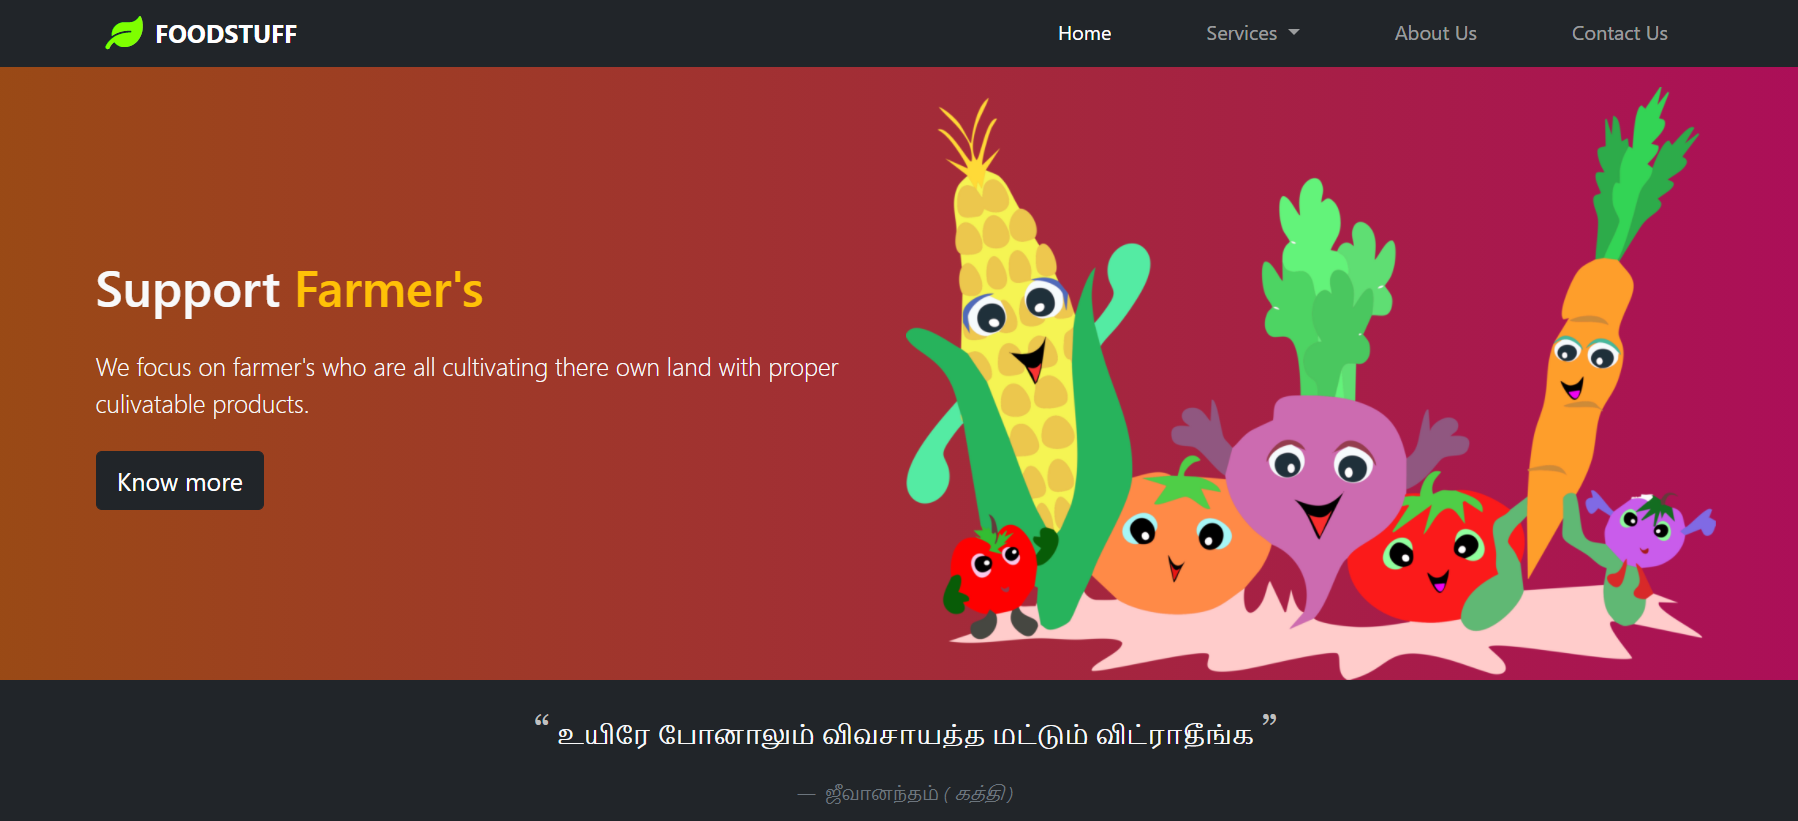 FOODSTUFF
Home Services About Us Contact Us
Support Farmer's
We focus on farmer's who are all cultivating there own land with proper
culivatable products.
Know more
“ உயிரே போனாலும் விவசாயத்த மட்டும் விட்ராதீங்க ”
— ஜீவானந்தம் ( கத்தி)